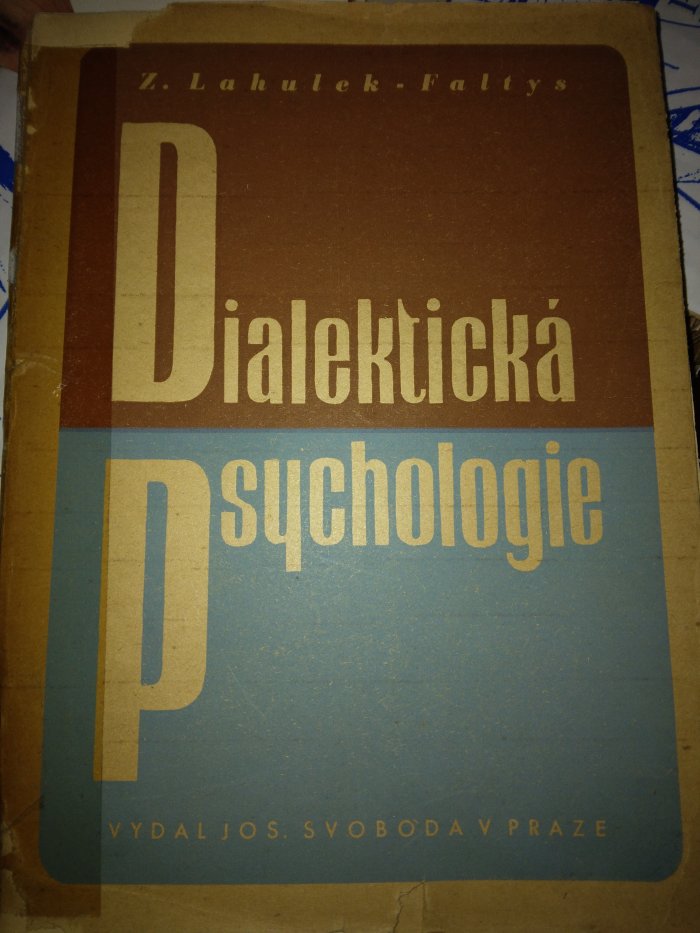 Z. Lahulek-Faltys
Dialektická
Psychologie
VYDAL JOS. SVOBODA V PRAZE